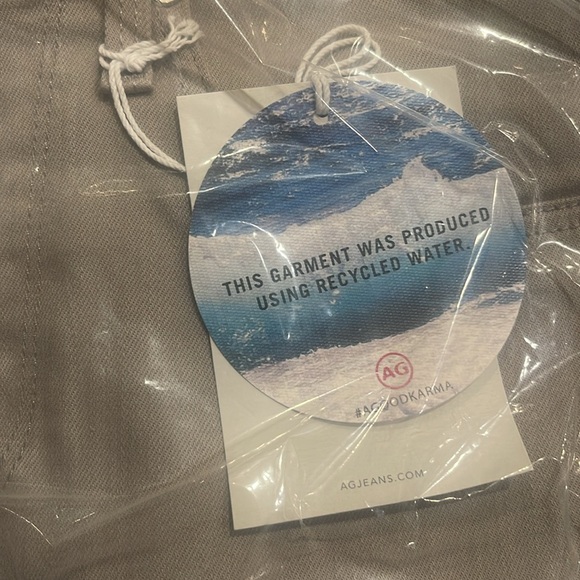 THIS GARMENT WAS PRODUCED
USING RECYCLED WATER.
AG
#AGOODKARMA
AGJEANS.COM